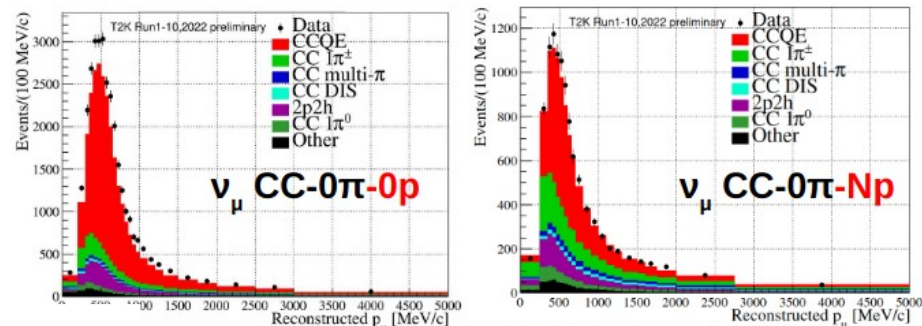 T2K Run1-10,2022 preliminary
Data
CCQE
CC 1π±
CC multi-π
CC DIS
2p2h
CC 1π⁰
Other
ν_μ CC-0π-0p
Events/(100 MeV/c)
3000
2500
2000
1500
1000
500
0
500 1000 1500 2000 2500 3000 3500 4000 4500 5000
Reconstructed p [MeV/c]
T2K Run1-10,2022 preliminary
Data
CCQE
CC 1π±
CC multi-π
CC DIS
2p2h
CC 1π⁰
Other
ν_μ CC-0π-Np
Events/(100 MeV/c)
1200
1000
800
600
400
200
0
0 500 1000 1500 2000 2500 3000 3500 4000 4500 5000
Reconstructed p [MeV/c]